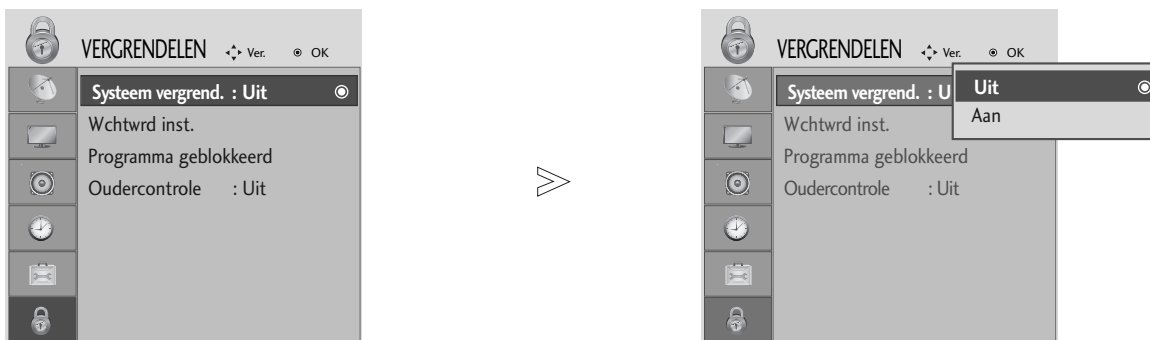 VERGRENDELEN Ver. OK
Systeem vergrend. : Uit
Wchtwrd inst.
Programma geblokkeerd
Oudercontrole : Uit
VERGRENDELEN Ver. OK
Systeem vergrend. : U
Uit
Aan
Wchtwrd inst.
Programma geblokkeerd
Oudercontrole : Uit